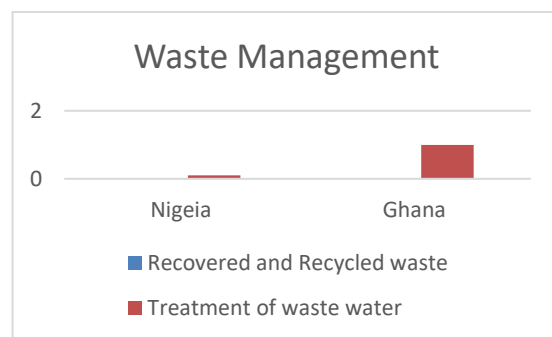 Waste Management
2
0
Nigeia Ghana
Recovered and Recycled waste
Treatment of waste water